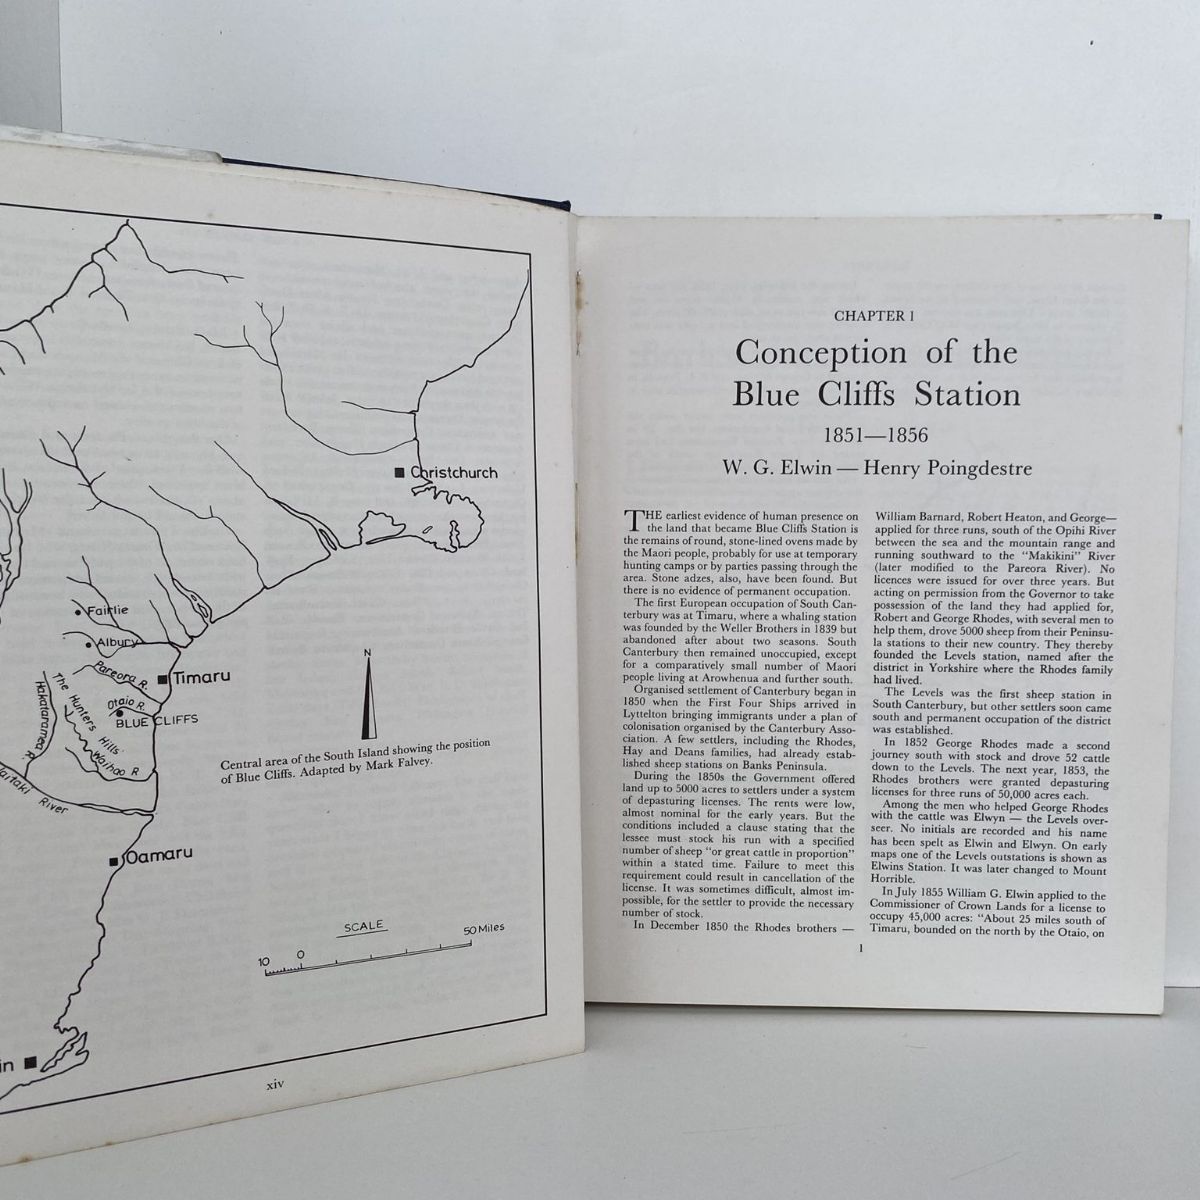 Christchurch
Fairlie
Albury
Pareora R.
Timaru
Otaio R.
BLUE CLIFFS
The Hunters Hills
Hakataramea R.
Waihao R
Waitaki River
Oamaru
in
N
Central area of the South Island showing the position
of Blue Cliffs. Adapted by Mark Falvey.
SCALE
10 0 50 Miles
xiv
CHAPTER 1
Conception of the
Blue Cliffs Station
1851—1856
W. G. Elwin — Henry Poingdestre
THE earliest evidence of human presence on
the land that became Blue Cliffs Station is
the remains of round, stone-lined ovens made by
the Maori people, probably for use at temporary
hunting camps or by parties passing through the
area. Stone adzes, also, have been found. But
there is no evidence of permanent occupation.
The first European occupation of South Can-
terbury was at Timaru, where a whaling station
was founded by the Weller Brothers in 1839 but
abandoned after about two seasons. South
Canterbury then remained unoccupied, except
for a comparatively small number of Maori
people living at Arowhenua and further south.
Organised settlement of Canterbury began in
1850 when the First Four Ships arrived in
Lyttelton bringing immigrants under a plan of
colonisation organised by the Canterbury Asso-
ciation. A few settlers, including the Rhodes,
Hay and Deans families, had already estab-
lished sheep stations on Banks Peninsula.
During the 1850s the Government offered
land up to 5000 acres to settlers under a system
of depasturing licenses. The rents were low,
almost nominal for the early years. But the
conditions included a clause stating that the
lessee must stock his run with a specified
number of sheep "or great cattle in proportion"
within a stated time. Failure to meet this
requirement could result in cancellation of the
license. It was sometimes difficult, almost im-
possible, for the settler to provide the necessary
number of stock.
In December 1850 the Rhodes brothers —
William Barnard, Robert Heaton, and George—
applied for three runs, south of the Opihi River
between the sea and the mountain range and
running southward to the "Makikini" River
(later modified to the Pareora River). No
licences were issued for over three years. But
acting on permission from the Governor to take
possession of the land they had applied for,
Robert and George Rhodes, with several men to
help them, drove 5000 sheep from their Peninsu-
la stations to their new country. They thereby
founded the Levels station, named after the
district in Yorkshire where the Rhodes family
had lived.
The Levels was the first sheep station in
South Canterbury, but other settlers soon came
south and permanent occupation of the district
was established.
In 1852 George Rhodes made a second
journey south with stock and drove 52 cattle
down to the Levels. The next year, 1853, the
Rhodes brothers were granted depasturing
licenses for three runs of 50,000 acres each.
Among the men who helped George Rhodes
with the cattle was Elwyn — the Levels over-
seer. No initials are recorded and his name
has been spelt as Elwin and Elwyn. On early
maps one of the Levels outstations is shown as
Elwins Station. It was later changed to Mount
Horrible.
In July 1855 William G. Elwin applied to the
Commissioner of Crown Lands for a license to
occupy 45,000 acres: "About 25 miles south of
Timaru, bounded on the north by the Otaio, on
1